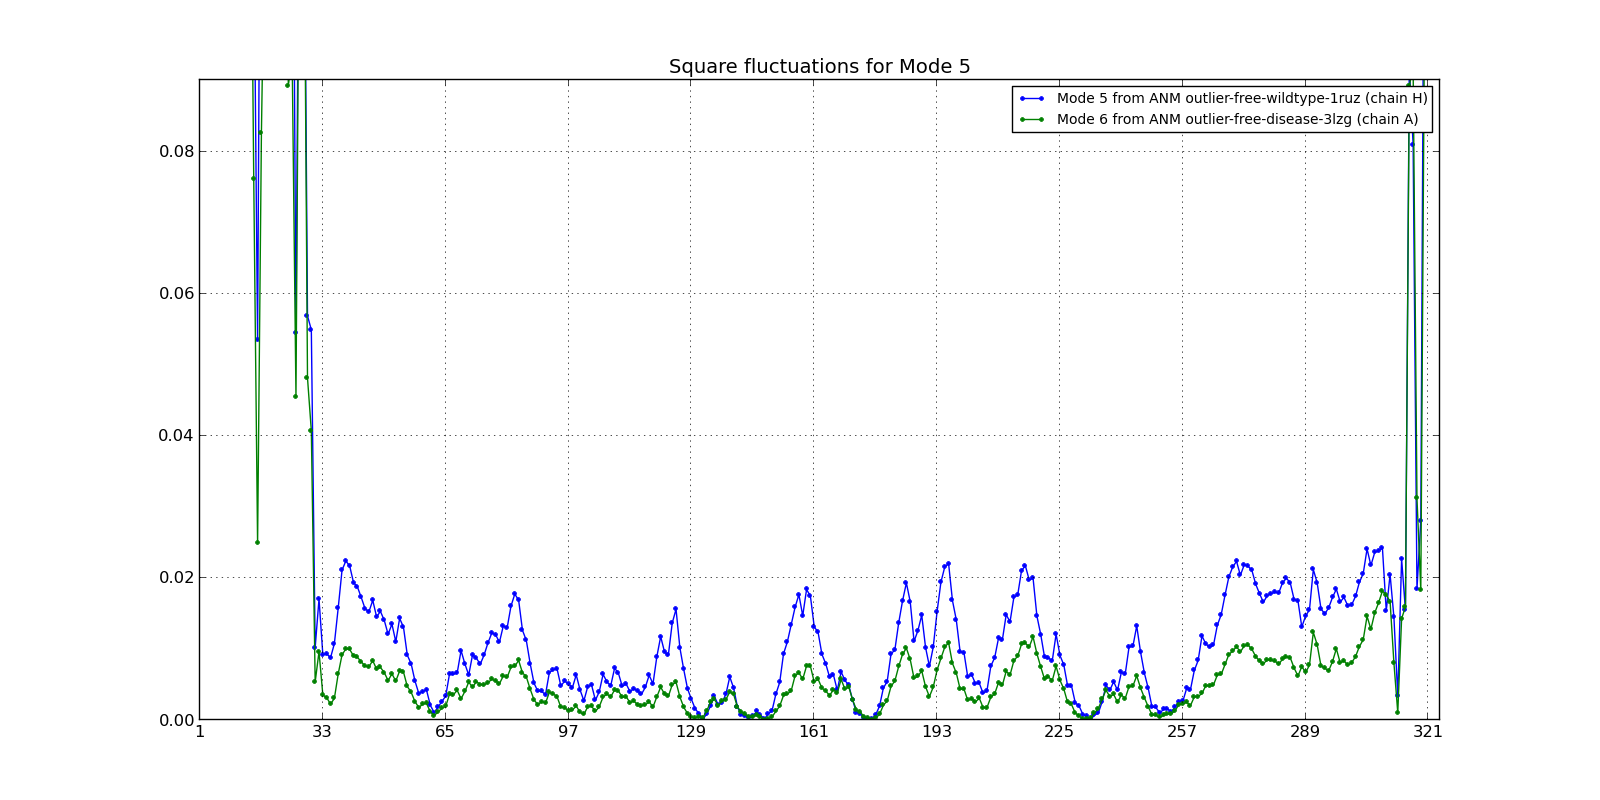 Square fluctuations for Mode 5
Mode 5 from ANM outlier-free-wildtype-1ruz (chain H)
Mode 6 from ANM outlier-free-disease-3lzg (chain A)
0.08
0.06
0.04
0.02
0.00
1 33 65 97 129 161 193 225 257 289 321